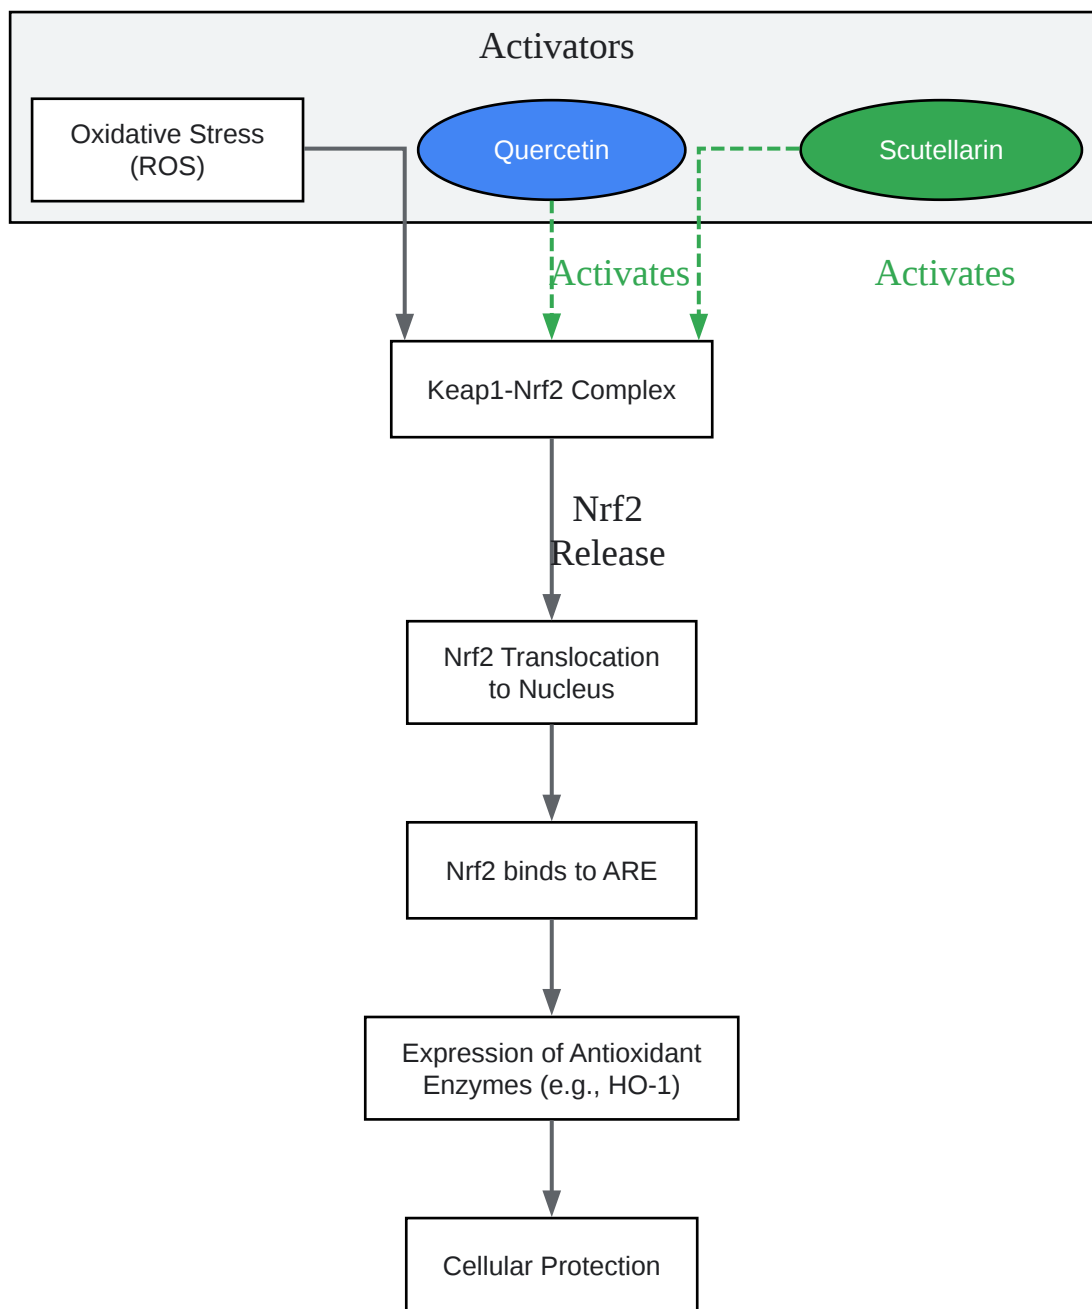 Activators
Oxidative Stress
(ROS)
Quercetin
Scutellarin
Activates
Activates
Keap1-Nrf2 Complex
Nrf2
Release
Nrf2 Translocation
to Nucleus
Nrf2 binds to ARE
Expression of Antioxidant
Enzymes (e.g., HO-1)
Cellular Protection